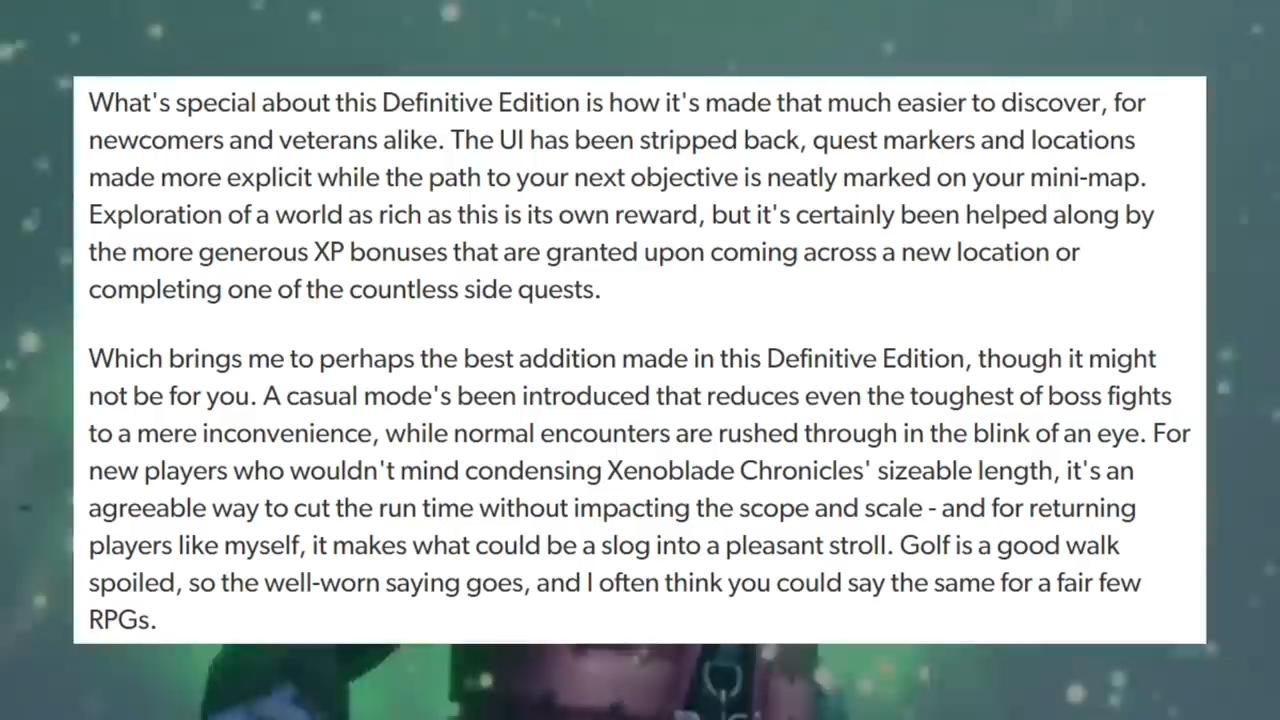 What's special about this Definitive Edition is how it's made that much easier to discover, for
newcomers and veterans alike. The UI has been stripped back, quest markers and locations
made more explicit while the path to your next objective is neatly marked on your mini-map.
Exploration of a world as rich as this is its own reward, but it's certainly been helped along by
the more generous XP bonuses that are granted upon coming across a new location or
completing one of the countless side quests.
Which brings me to perhaps the best addition made in this Definitive Edition, though it might
not be for you. A casual mode's been introduced that reduces even the toughest of boss fights
to a mere inconvenience, while normal encounters are rushed through in the blink of an eye. For
new players who wouldn't mind condensing Xenoblade Chronicles' sizeable length, it's an
agreeable way to cut the run time without impacting the scope and scale - and for returning
players like myself, it makes what could be a slog into a pleasant stroll. Golf is a good walk
spoiled, so the well-worn saying goes, and I often think you could say the same for a fair few
RPGs.